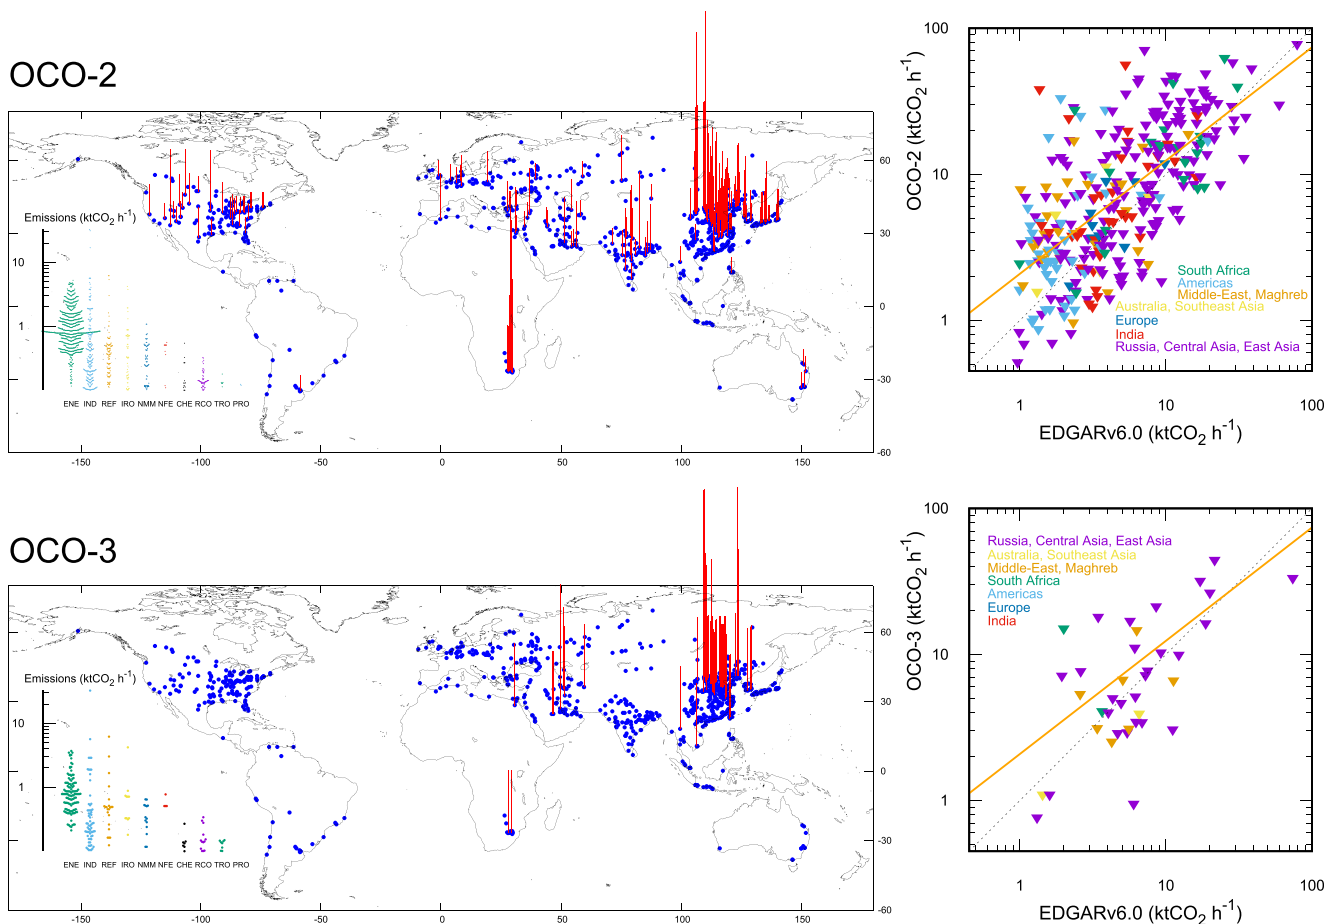 OCO-2
60
30
0
-30
-60
-150
-100
-50
0
50
100
150
Emissions (ktCO2 h-1)
10
1
ENE IND REF IRO NMM NFE CHE RCO TRO PRO
100
10
1
OCO-2 (ktCO2 h-1)
South Africa
Americas
Middle-East, Maghreb
Australia, Southeast Asia
Europe
India
Russia, Central Asia, East Asia
1
10
100
EDGARv6.0 (ktCO2 h-1)
OCO-3
60
30
0
-30
-60
-150
-100
-50
0
50
100
150
Emissions (ktCO2 h-1)
10
1
ENE IND REF IRO NMM NFE CHE RCO TRO PRO
100
10
1
OCO-3 (ktCO2 h-1)
Russia, Central Asia, East Asia
Australia, Southeast Asia
Middle-East, Maghreb
South Africa
Americas
Europe
India
1
10
100
EDGARv6.0 (ktCO2 h-1)